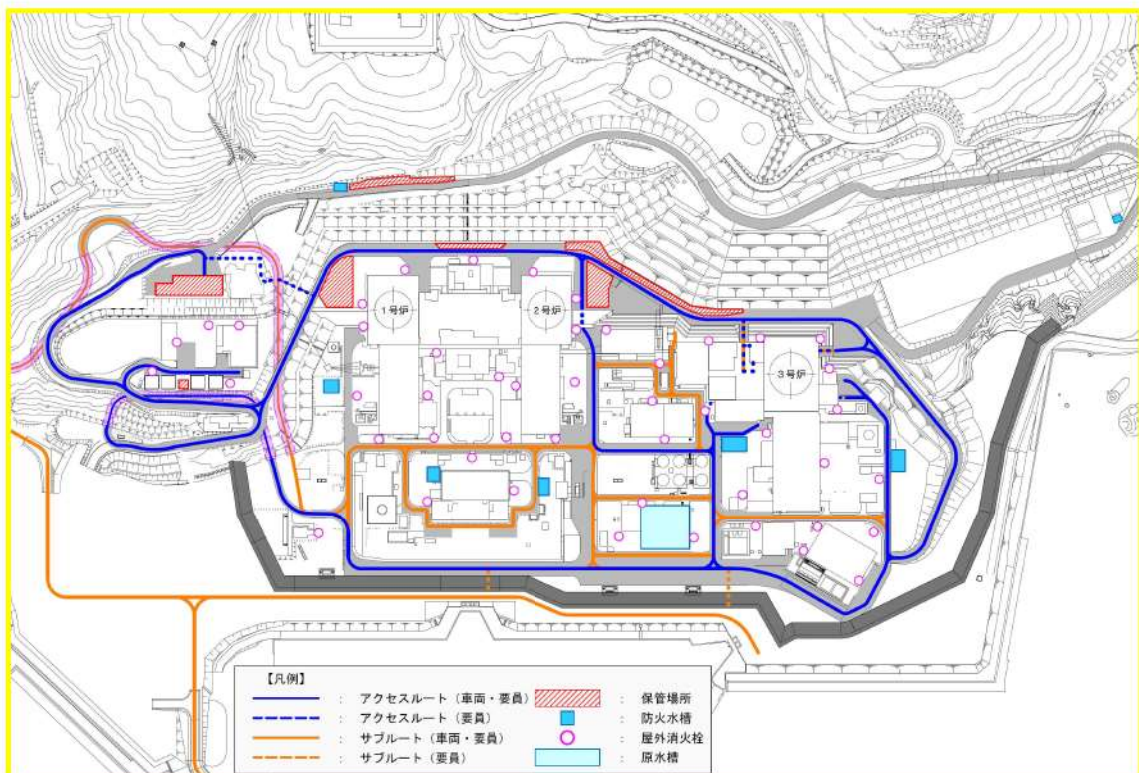 1号炉
2号炉
3号炉
【凡例】
： アクセスルート（車両・要員）
： アクセスルート（要員）
： サブルート（車両・要員）
： サブルート（要員）
： 保管場所
： 防火水槽
： 屋外消火栓
： 原水槽